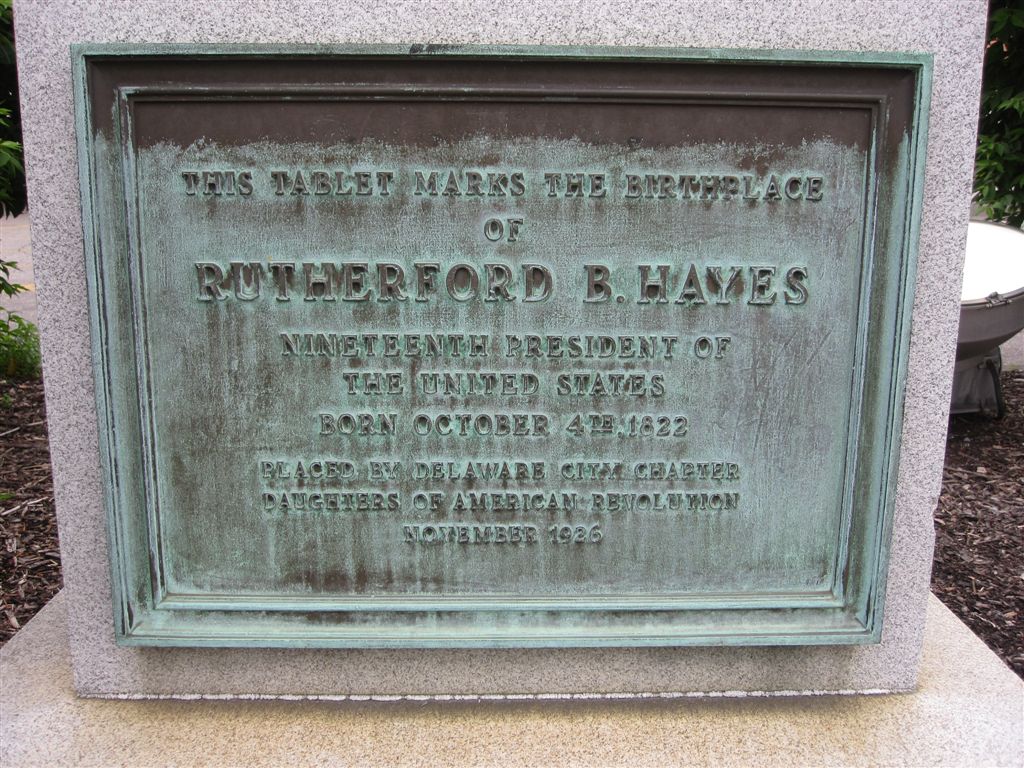 THIS TABLET MARKS THE BIRTHPLACE
OF
RUTHERFORD B. HAYES
NINETEENTH PRESIDENT OF
THE UNITED STATES
BORN OCTOBER 4TH, 1822
PLACED BY DELAWARE CITY CHAPTER
DAUGHTERS OF AMERICAN REVOLUTION
NOVEMBER 1926